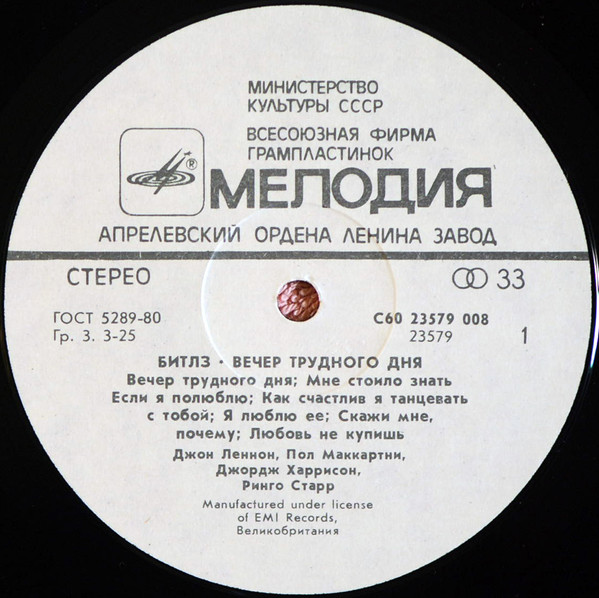 МИНИСТЕРСТВО
КУЛЬТУРЫ СССР
ВСЕСОЮЗНАЯ ФИРМА
ГРАМПЛАСТИНОК
®
МЕЛОДИЯ
АПРЕЛЕВСКИЙ ОРДЕНА ЛЕНИНА ЗАВОД
СТЕРЕО
33
ГОСТ 5289-80
Гр. 3. 3-25
С60 23579 008
23579
1
БИТЛЗ · ВЕЧЕР ТРУДНОГО ДНЯ
Вечер трудного дня; Мне стоило знать
Если я полюблю; Как счастлив я танцевать
с тобой; Я люблю ее; Скажи мне,
почему; Любовь не купишь
Джон Леннон, Пол Маккартни,
Джордж Харрисон,
Ринго Старр
Manufactured under license
of EMI Records,
Великобритания